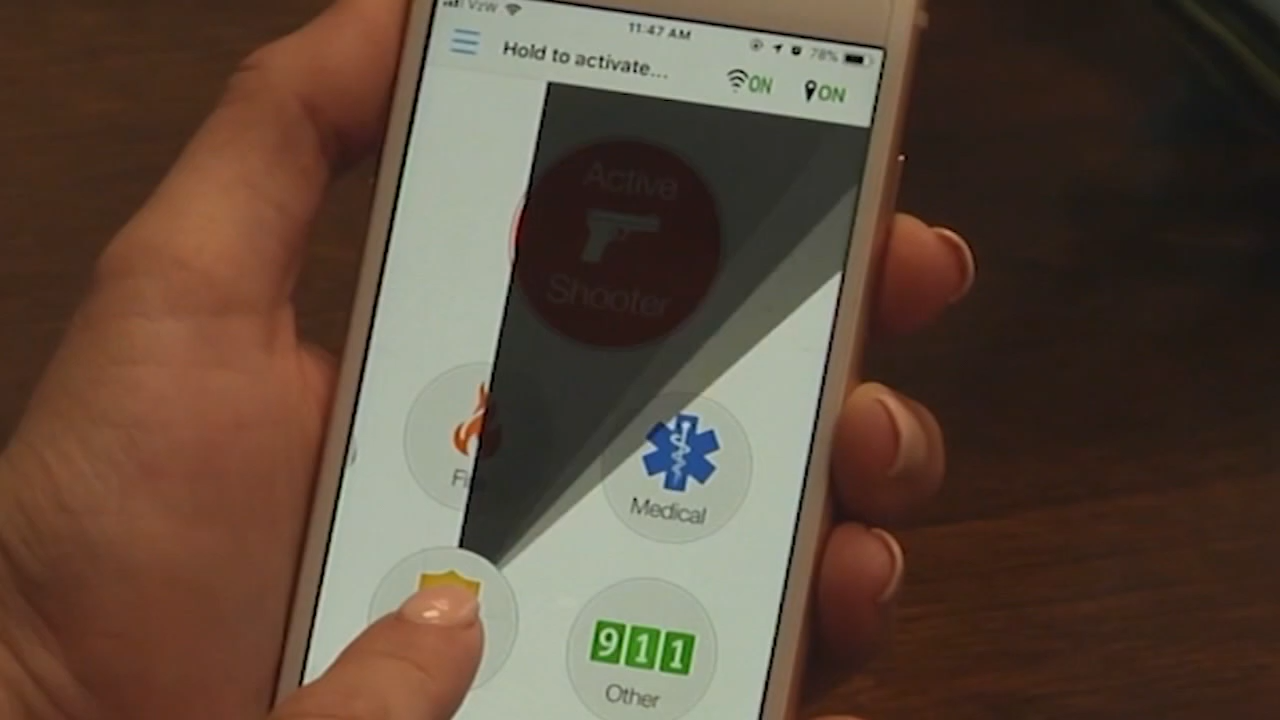 VZW
11:47 AM
78%
Hold to activate...
ON
ON
Active
Shooter
Medical
911
Other